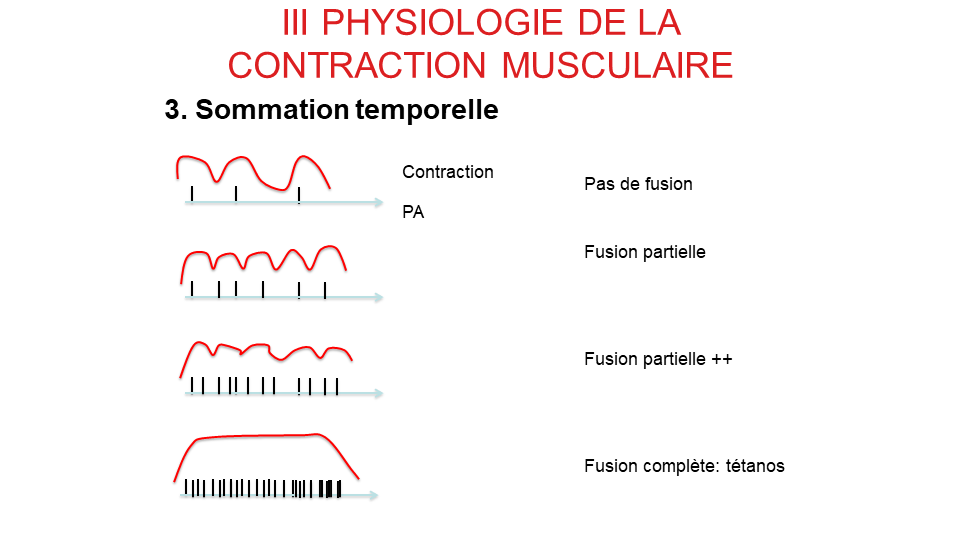 III PHYSIOLOGIE DE LA
CONTRACTION MUSCULAIRE
3. Sommation temporelle
Contraction
Pas de fusion
PA
Fusion partielle
Fusion partielle ++
Fusion complète: tétanos